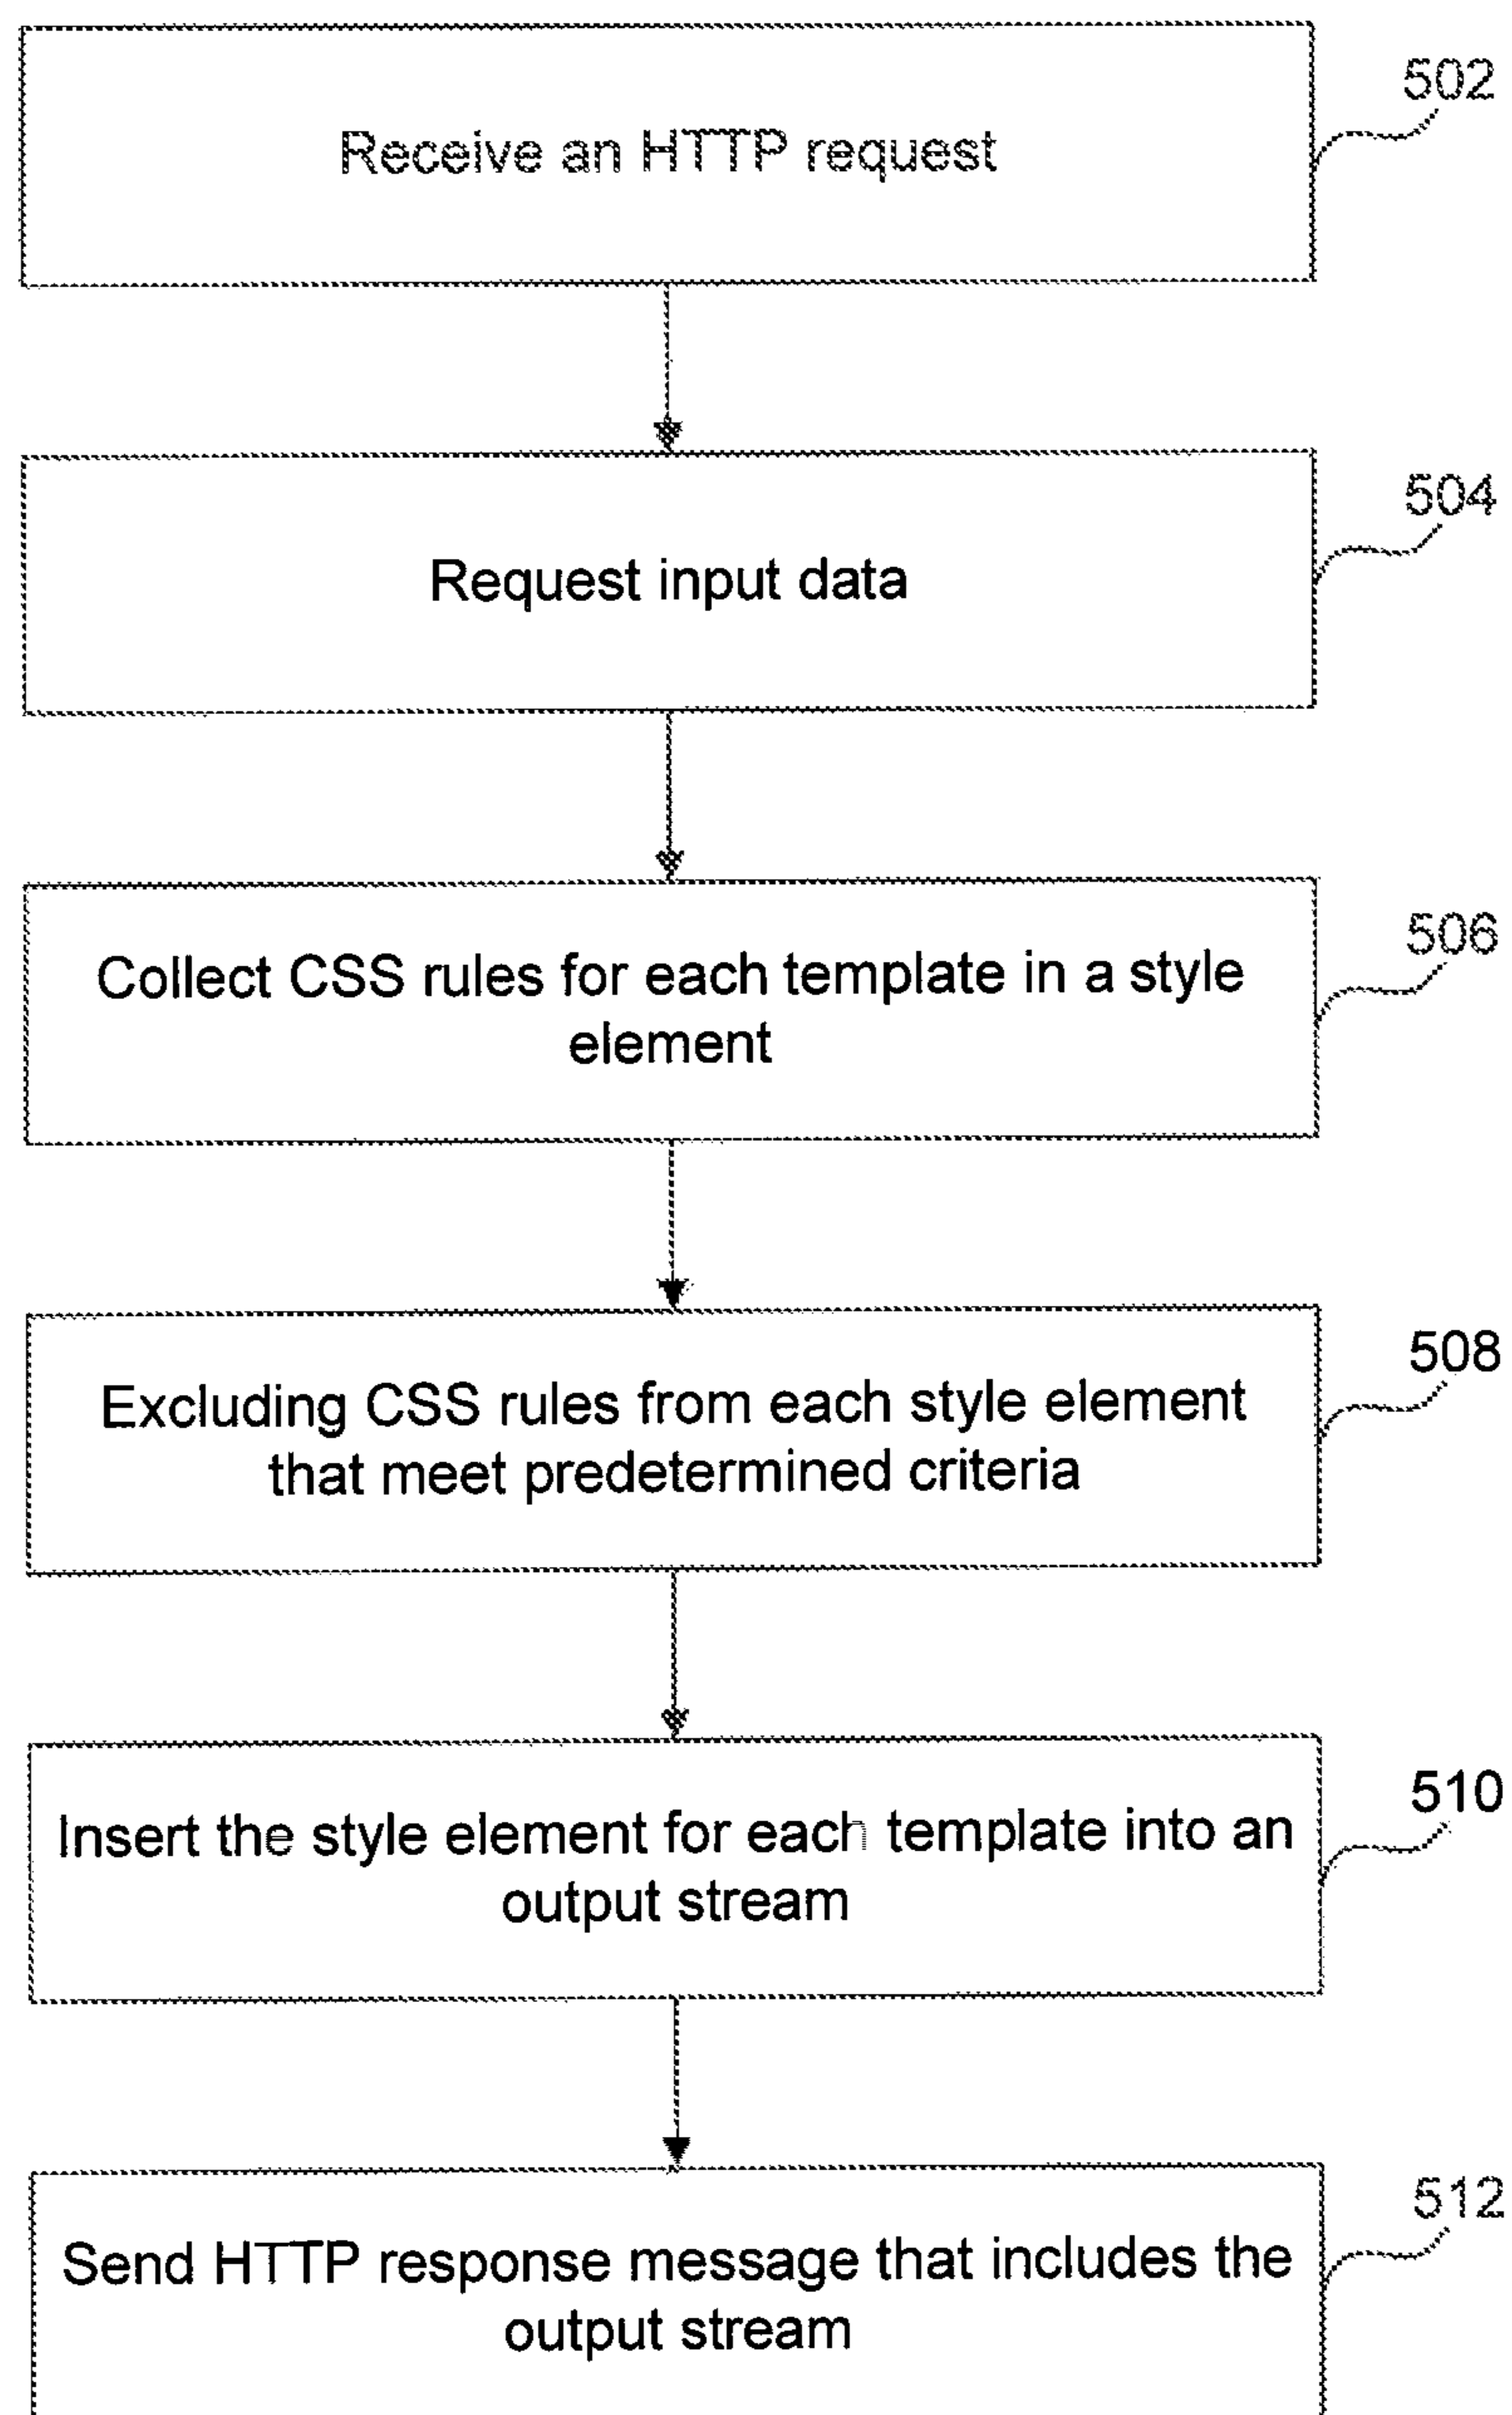 Receive an HTTP request
502
Request input data
504
Collect CSS rules for each template in a style
element
506
Excluding CSS rules from each style element
that meet predetermined criteria
508
Insert the style element for each template into an
output stream
510
Send HTTP response message that includes the
output stream
512